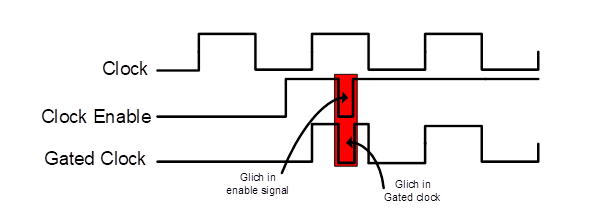 Clock
Clock Enable
Gated Clock
Glich in
enable signal
Glich in
Gated clock